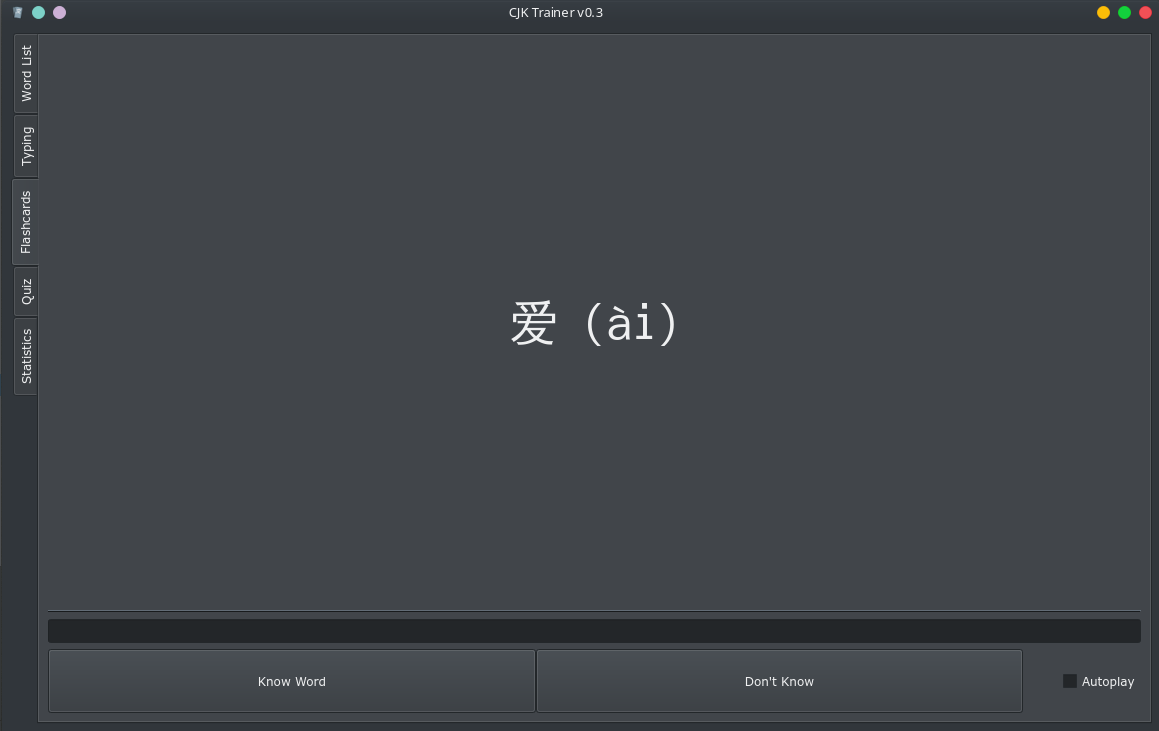 CJK Trainer v0.3
Word List
Typing
Flashcards
Quiz
Statistics
爱 (ài)
Know Word
Don't Know
Autoplay